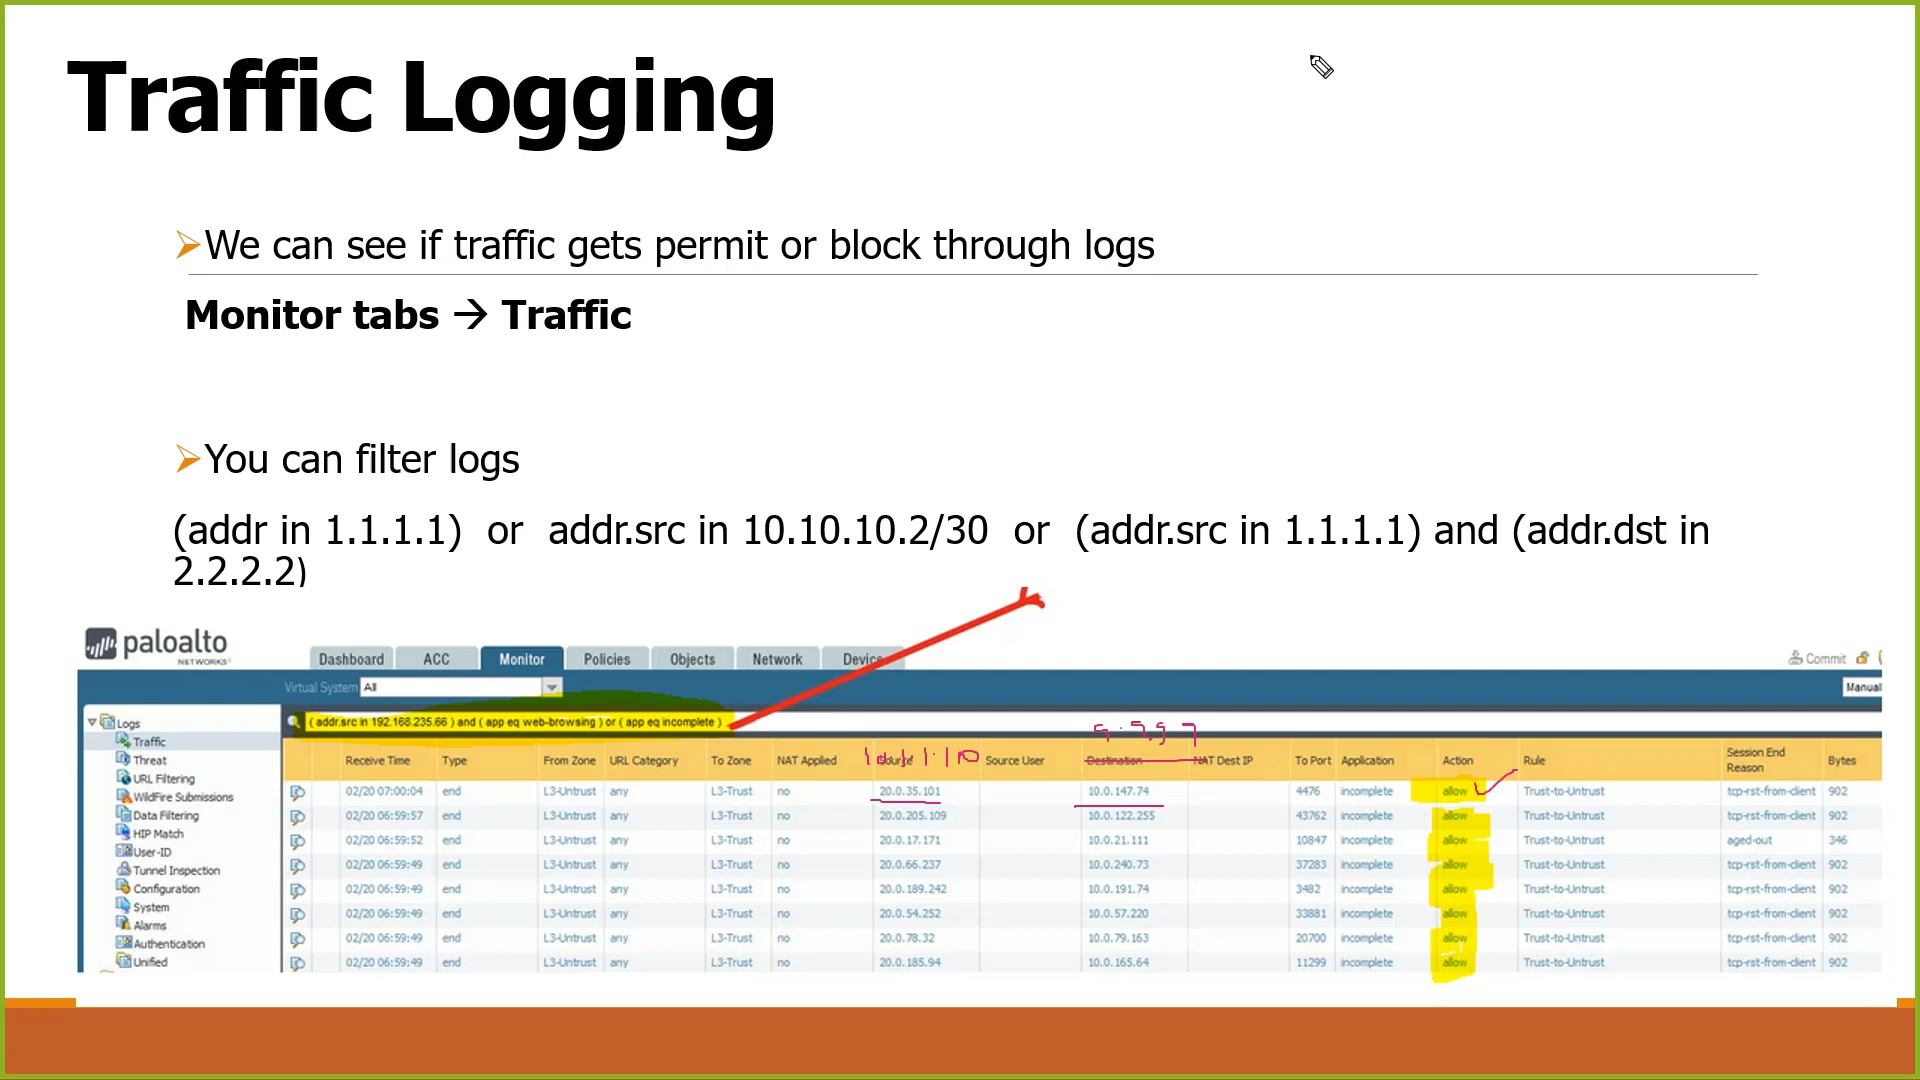 Traffic Logging
We can see if traffic gets permit or block through logs
Monitor tabs → Traffic
You can filter logs
(addr in 1.1.1.1) or addr.src in 10.10.10.2/30 or (addr.src in 1.1.1.1) and (addr.dst in
2.2.2.2)
paloalto
NETWORKS
Dashboard ACC Monitor Policies Objects Network Device
Commit
Virtual System All
Manual
( addr.src in 192.168.235.66 ) and ( app eq web-browsing ) or ( app eq incomplete )
Logs
Traffic
Threat
URL Filtering
WildFire Submissions
Data Filtering
HIP Match
User-ID
Tunnel Inspection
Configuration
System
Alarms
Authentication
Unified
Receive Time Type From Zone URL Category To Zone NAT Applied Source Source User Destination NAT Dest IP To Port Application Action Rule Session End Reason Bytes
02/20 07:00:04 end L3-Untrust any L3-Trust no 20.0.35.101 10.0.147.74 4476 incomplete allow Trust-to-Untrust tcp-rst-from-client 902
02/20 06:59:57 end L3-Untrust any L3-Trust no 20.0.205.109 10.0.122.255 43762 incomplete allow Trust-to-Untrust tcp-rst-from-client 902
02/20 06:59:52 end L3-Untrust any L3-Trust no 20.0.17.171 10.0.21.111 10847 incomplete allow Trust-to-Untrust aged-out 346
02/20 06:59:49 end L3-Untrust any L3-Trust no 20.0.66.237 10.0.240.73 37283 incomplete allow Trust-to-Untrust tcp-rst-from-client 902
02/20 06:59:49 end L3-Untrust any L3-Trust no 20.0.189.242 10.0.191.74 3482 incomplete allow Trust-to-Untrust tcp-rst-from-client 902
02/20 06:59:49 end L3-Untrust any L3-Trust no 20.0.54.252 10.0.57.220 33881 incomplete allow Trust-to-Untrust tcp-rst-from-client 902
02/20 06:59:49 end L3-Untrust any L3-Trust no 20.0.78.32 10.0.79.163 20700 incomplete allow Trust-to-Untrust tcp-rst-from-client 902
02/20 06:59:49 end L3-Untrust any L3-Trust no 20.0.185.94 10.0.165.64 11299 incomplete allow Trust-to-Untrust tcp-rst-from-client 902